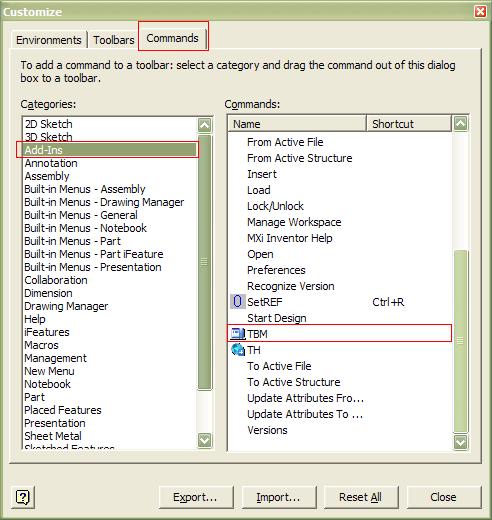 Customize
Environments
Toolbars
Commands
To add a command to a toolbar: select a category and drag the command out of this dialog
box to a toolbar.
Categories:
2D Sketch
3D Sketch
Add-Ins
Annotation
Assembly
Built-in Menus - Assembly
Built-in Menus - Drawing Manager
Built-in Menus - General
Built-in Menus - Notebook
Built-in Menus - Part
Built-in Menus - Part iFeature
Built-in Menus - Presentation
Collaboration
Dimension
Drawing Manager
Help
iFeatures
Macros
Management
New Menu
Notebook
Part
Placed Features
Presentation
Sheet Metal
Sketched Features
Commands:
Name Shortcut
From Active File
From Active Structure
Insert
Load
Lock/Unlock
Manage Workspace
MXi Inventor Help
Open
Preferences
Recognize Version
SetREF Ctrl+R
Start Design
TBM
TH
To Active File
To Active Structure
Update Attributes Fro...
Update Attributes To ...
Versions
Export...
Import...
Reset All
Close